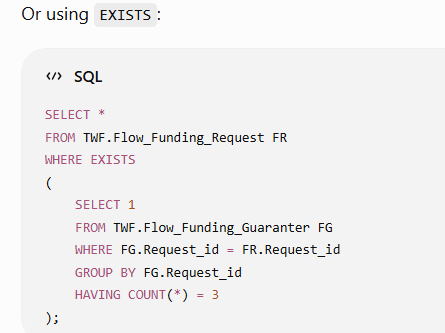 Or using EXISTS:
</> SQL
SELECT *
FROM TWF.Flow_Funding_Request FR
WHERE EXISTS
(
    SELECT 1
    FROM TWF.Flow_Funding_Guaranter FG
    WHERE FG.Request_id = FR.Request_id
    GROUP BY FG.Request_id
    HAVING COUNT(*) = 3
);